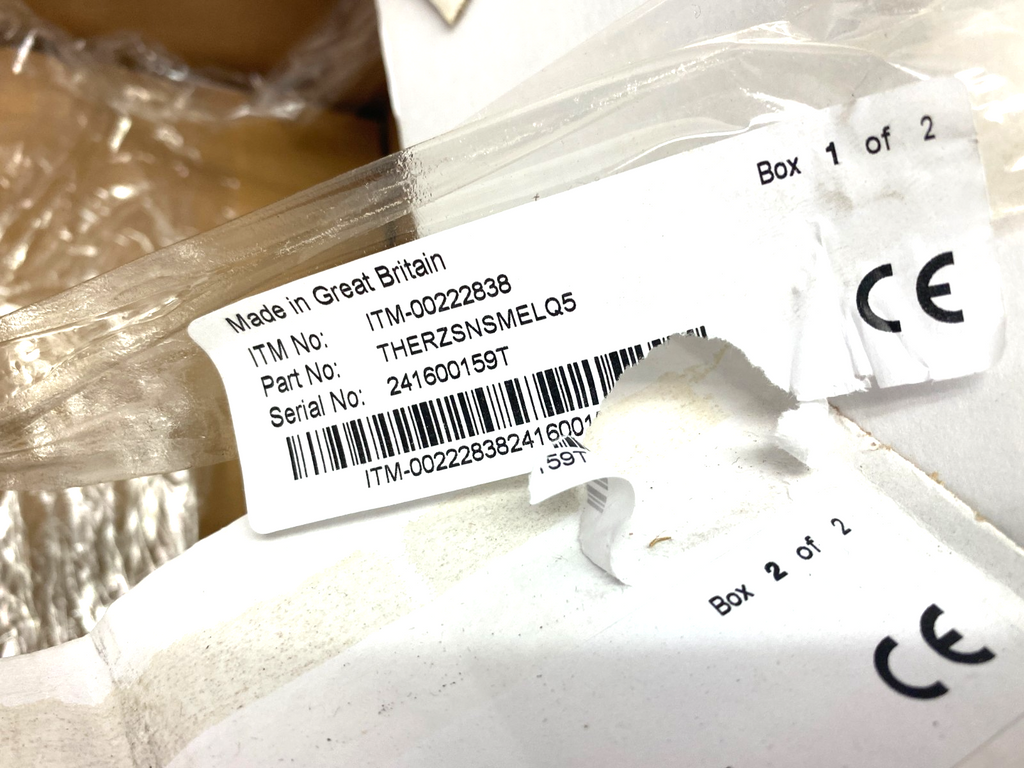 Box 1 of 2
CE
Made in Great Britain
ITM No: ITM-00222838
Part No: THERZSNSMELQ5
Serial No: 241600159T
ITM-002228382416001
159T
Box 2 of 2
CE